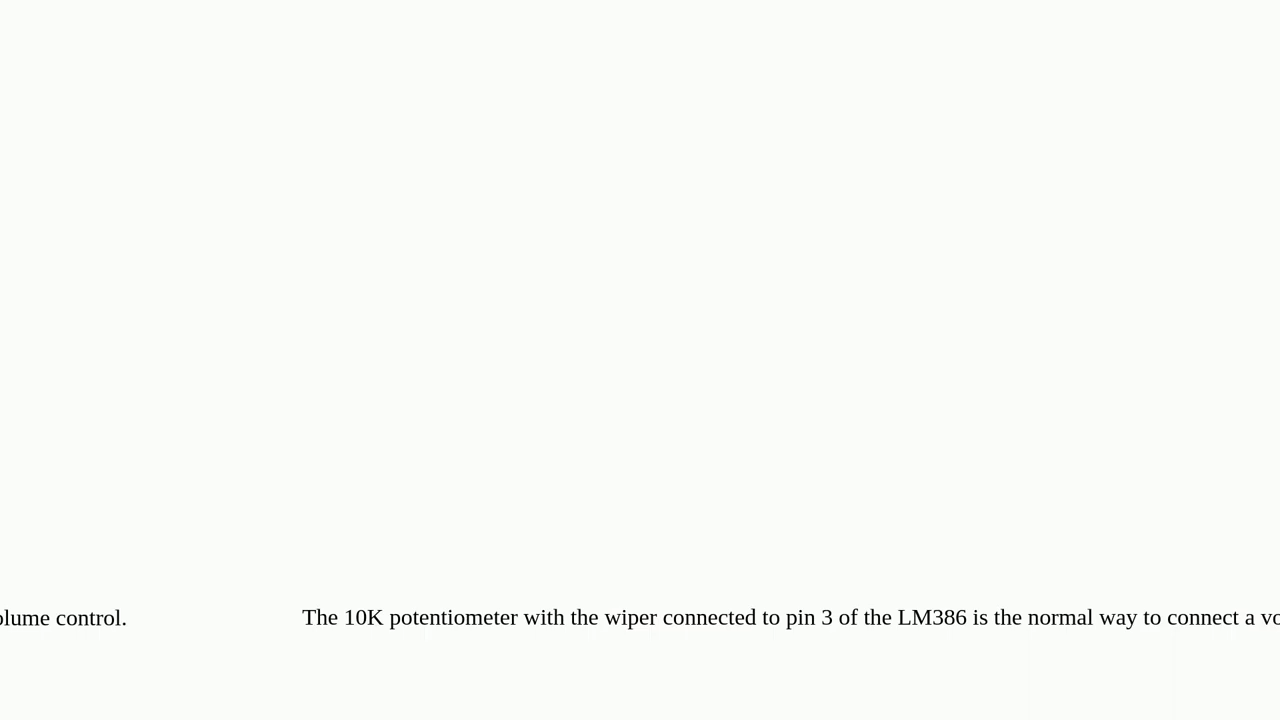 olume control. The 10K potentiometer with the wiper connected to pin 3 of the LM386 is the normal way to connect a vo